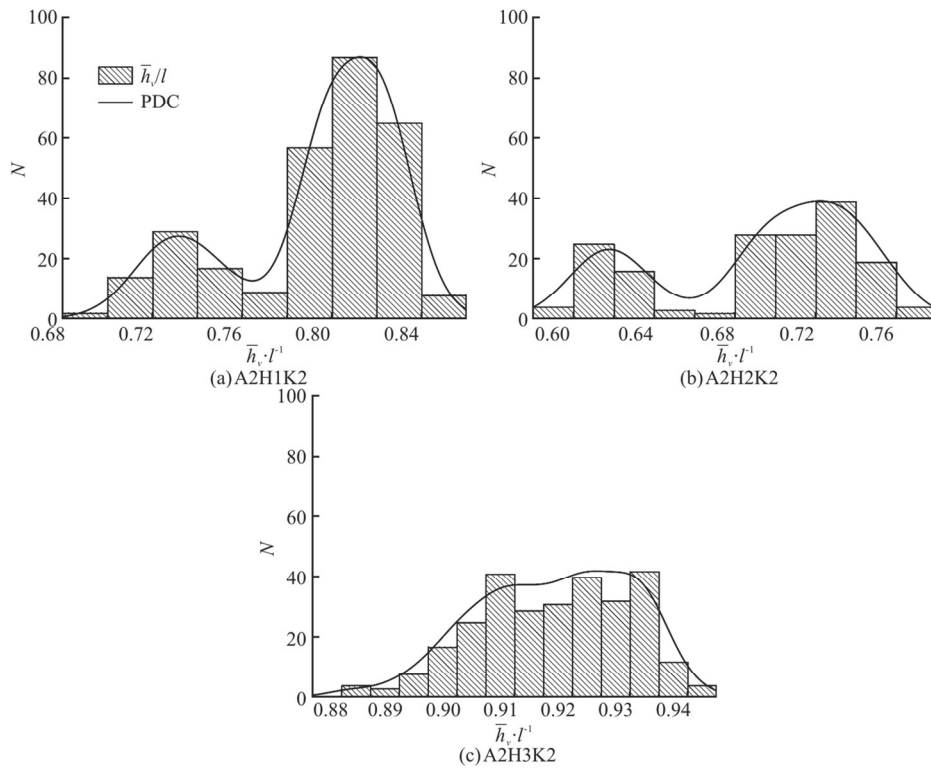 100
80
60
40
20
0
N
h̅ᵥ/l
PDC
0.68 0.72 0.76 0.80 0.84
h̅ᵥ·l⁻¹
(a) A2H1K2
100
80
60
40
20
0
N
0.60 0.64 0.68 0.72 0.76
h̅ᵥ·l⁻¹
(b) A2H2K2
100
80
60
40
20
0
N
0.88 0.89 0.90 0.91 0.92 0.93 0.94
h̅ᵥ·l⁻¹
(c) A2H3K2